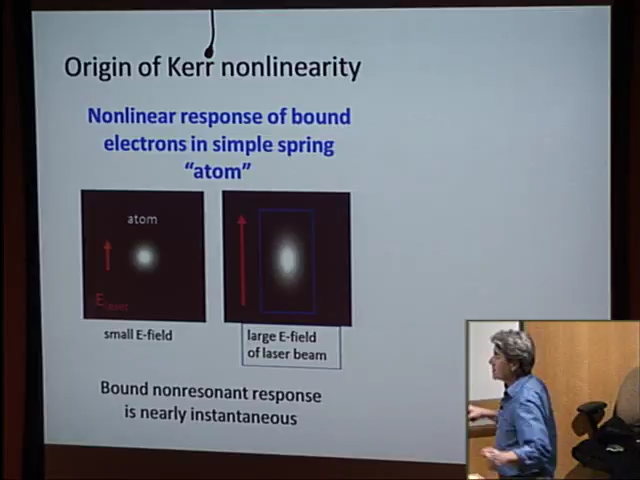 Origin of Kerr nonlinearity
Nonlinear response of bound
electrons in simple spring
"atom"
atom
E laser
small E-field
large E-field
of laser beam
Bound nonresonant response
is nearly instantaneous